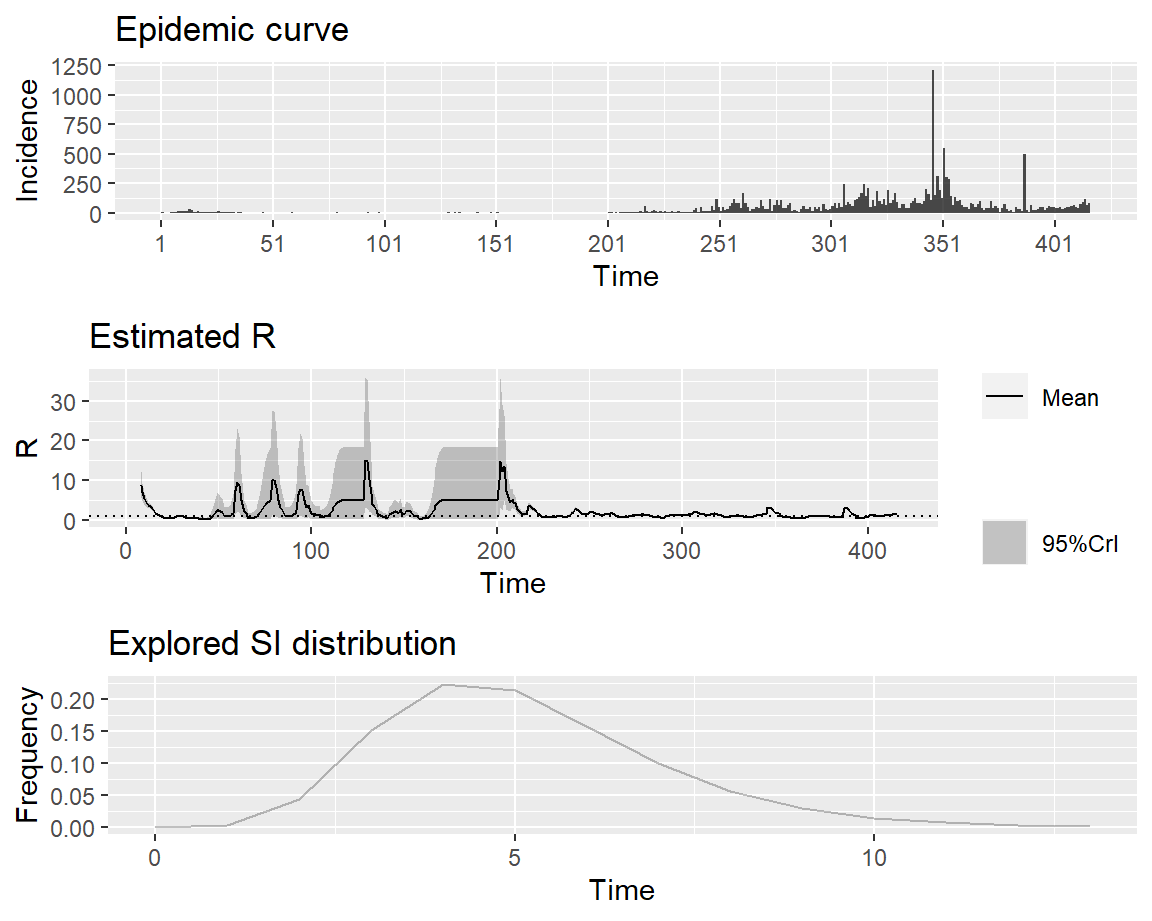 Epidemic curve
1250
1000
750
500
250
0
Incidence
1 51 101 151 201 251 301 351 401
Time
Estimated R
30
20
10
0
R
0 100 200 300 400
Time
Mean
95%CrI
Explored SI distribution
0.20
0.15
0.10
0.05
0.00
Frequency
0 5 10
Time